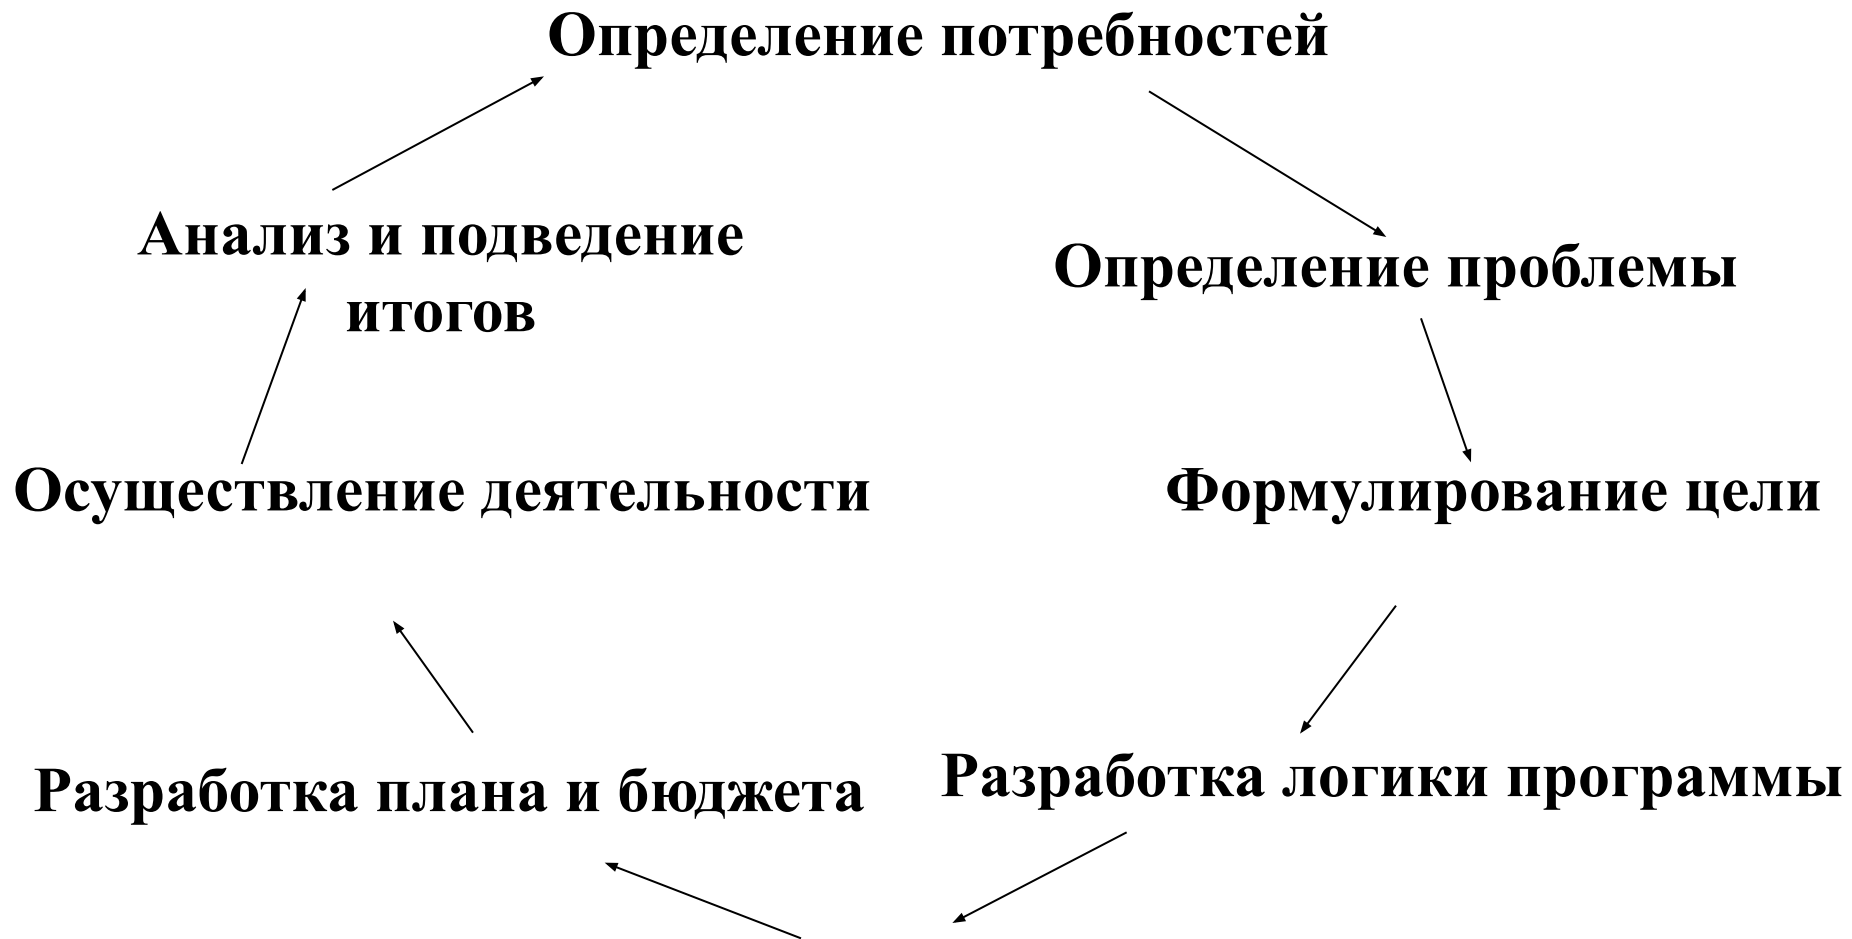 Определение потребностей
Анализ и подведение
итогов
Определение проблемы
Осуществление деятельности
Формулирование цели
Разработка плана и бюджета
Разработка логики программы